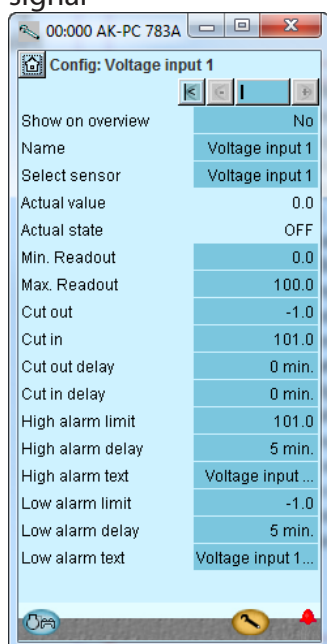 signal
00:000 AK-PC 783A
Config: Voltage input 1
Show on overview No
Name Voltage input 1
Select sensor Voltage input 1
Actual value 0.0
Actual state OFF
Min. Readout 0.0
Max. Readout 100.0
Cut out -1.0
Cut in 101.0
Cut out delay 0 min.
Cut in delay 0 min.
High alarm limit 101.0
High alarm delay 5 min.
High alarm text Voltage input ...
Low alarm limit -1.0
Low alarm delay 5 min.
Low alarm text Voltage input 1...